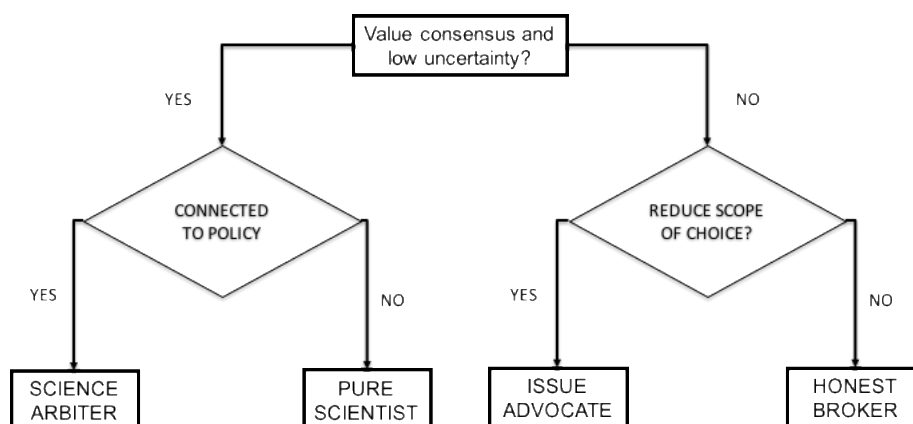 Value consensus and
low uncertainty?
YES
NO
CONNECTED
TO POLICY
REDUCE SCOPE
OF CHOICE?
YES
NO
YES
NO
SCIENCE
ARBITER
PURE
SCIENTIST
ISSUE
ADVOCATE
HONEST
BROKER